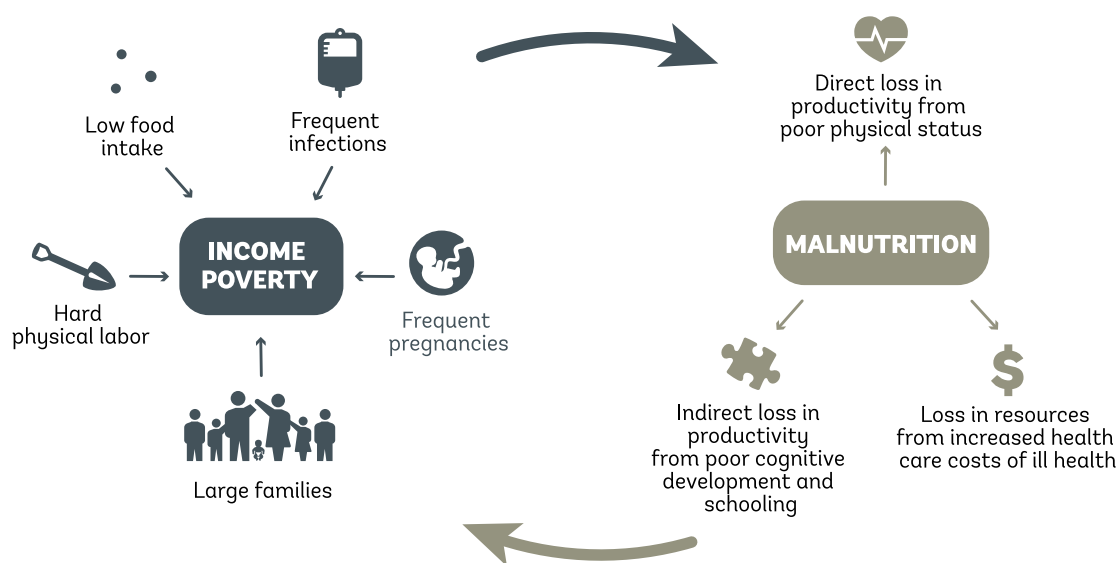 Low food
intake
Frequent
infections
INCOME
POVERTY
Hard
physical labor
Frequent
pregnancies
Large families
Direct loss in
productivity from
poor physical status
MALNUTRITION
Indirect loss in
productivity
from poor cognitive
development and
schooling
Loss in resources
from increased health
care costs of ill health